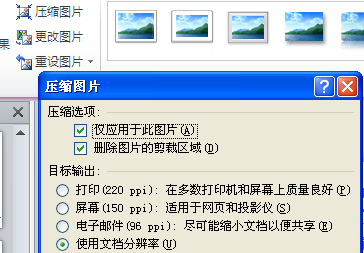 压缩图片
更改图片
果
重设图片
压缩图片
压缩选项:
仅应用于此图片(A)
删除图片的剪裁区域(D)
目标输出:
打印(220 ppi): 在多数打印机和屏幕上质量良好(P)
屏幕(150 ppi): 适用于网页和投影仪(S)
电子邮件(96 ppi): 尽可能缩小文档以便共享(E)
使用文档分辨率(U)